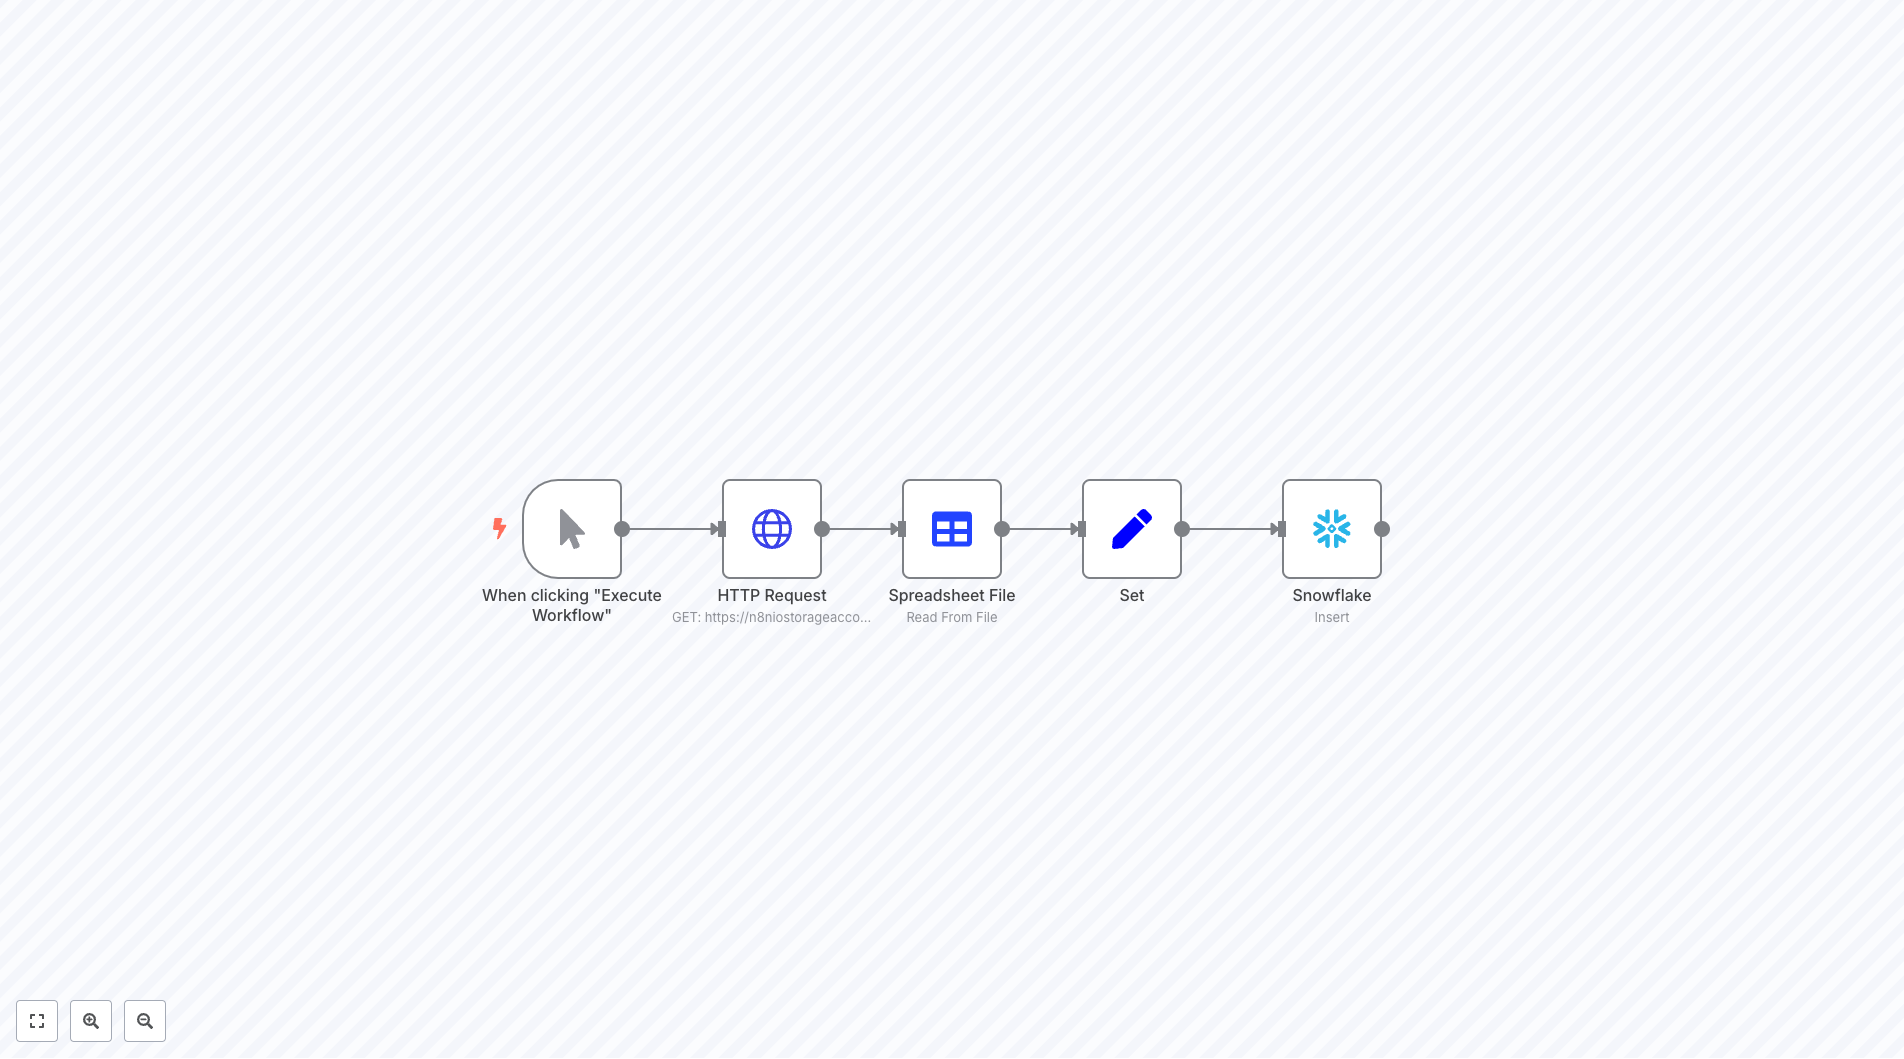 When clicking "Execute
Workflow"
HTTP Request
GET: https://n8niostorageacco...
Spreadsheet File
Read From File
Set
Snowflake
Insert